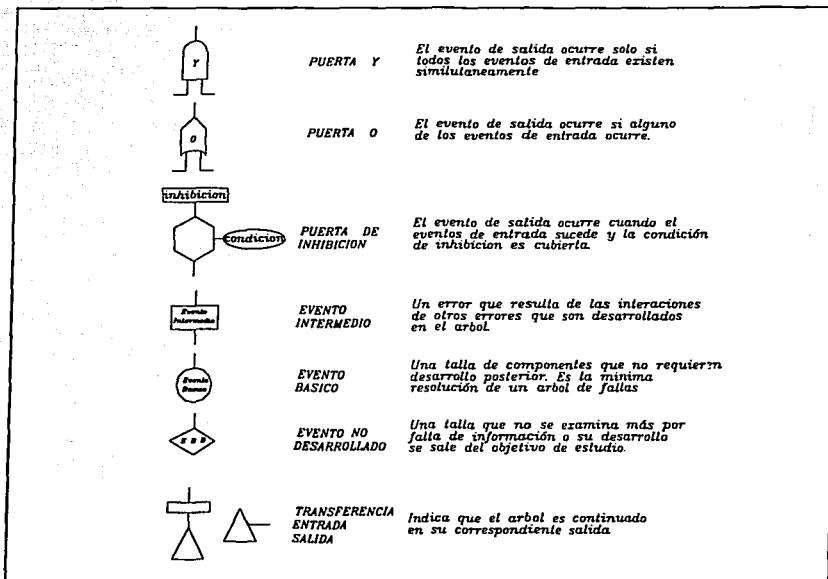 Y
PUERTA Y
El evento de salida ocurre solo si
todos los eventos de entrada existen
similutaneamente
O
PUERTA O
El evento de salida ocurre si alguno
de los eventos de entrada ocurre.
inhibicion
condicion
PUERTA DE
INHIBICION
El evento de salida ocurre cuando el
eventos de entrada sucede y la condición
de inhibicion es cubierta
Evento
Intermedio
EVENTO
INTERMEDIO
Un error que resulta de las interaciones
de otros errores que son desarrollados
en el arbol.
Evento
EVENTO
BASICO
Una talla de componentes que no requieren
desarrollo posterior. Es la minima
resolución de un arbol de fallas
EVENTO NO
DESARROLLADO
Una talla que no se examina más por
falta de información o su desarrollo
se sale del objetivo de estudio.
TRANSFERENCIA
ENTRADA
SALIDA
Indica que el arbol es continuado
en su correspondiente salida